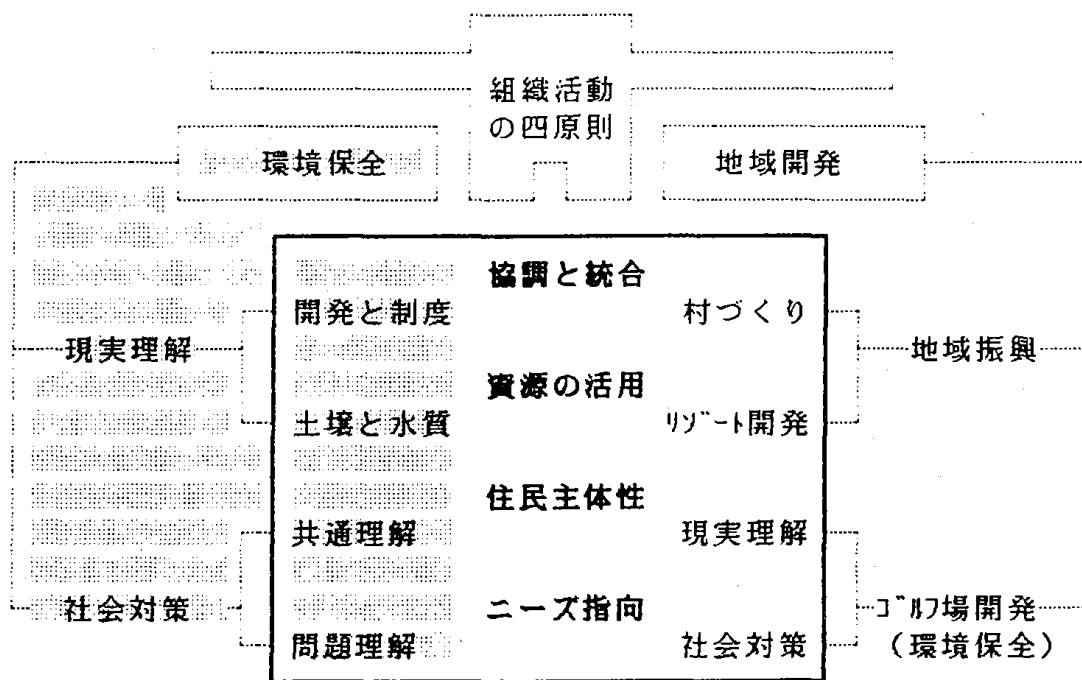 組織活動
の四原則
環境保全
地域開発
協調と統合
開発と制度
村づくり
現実理解
地域振興
資源の活用
土壌と水質
リゾート開発
住民主体性
共通理解
現実理解
社会対策
ニーズ指向
ゴルフ場開発
問題理解
社会対策
（環境保全）